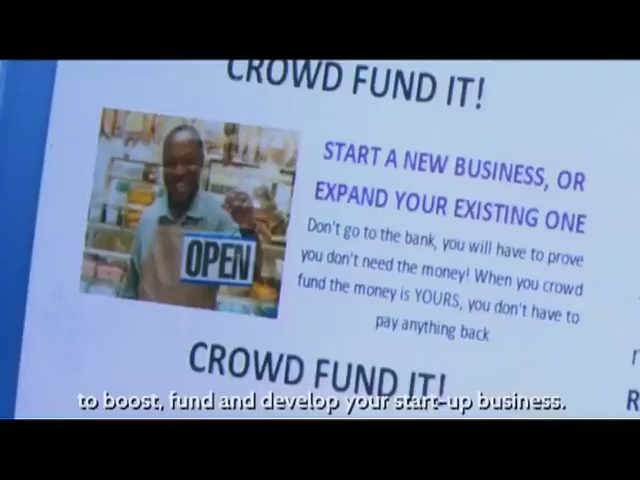 CROWD FUND IT!
START A NEW BUSINESS, OR
EXPAND YOUR EXISTING ONE
Don't go to the bank, you will have to prove
you don't need the money! When you crowd
fund the money is YOURS, you don't have to
pay anything back
OPEN
CROWD FUND IT!
to boost, fund and develop your start-up business.